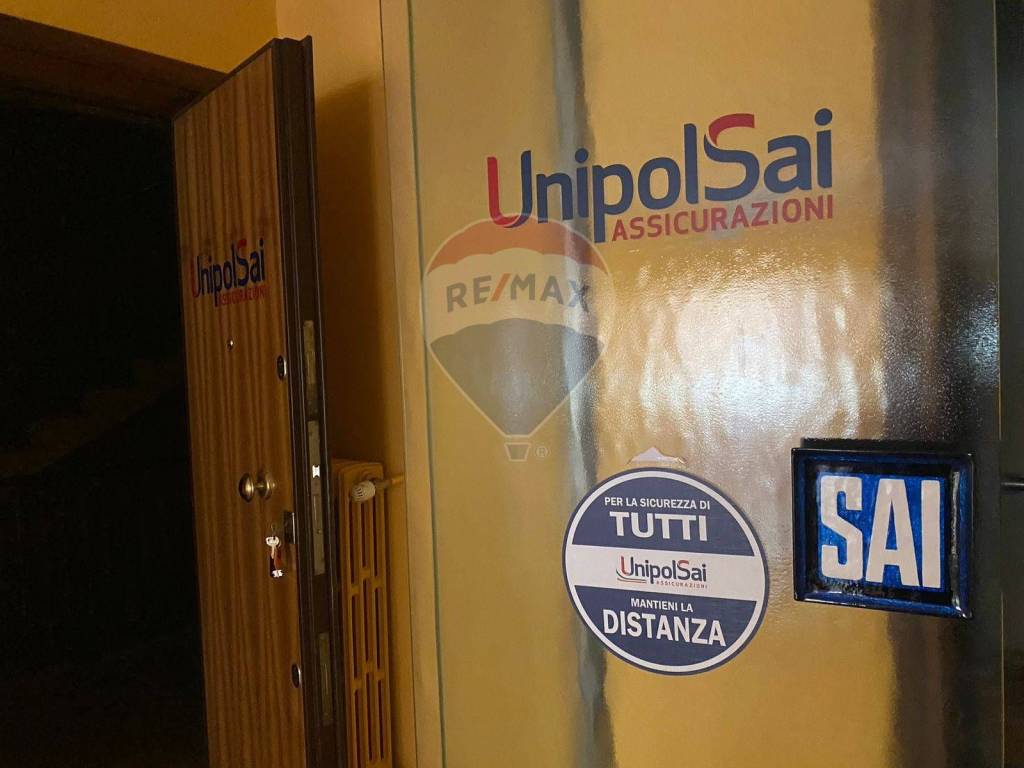 UnipolSai
ASSICURAZIONI
UnipolSai
ASSICURAZIONI
RE/MAX
®
PER LA SICUREZZA DI
TUTTI
UnipolSai
ASSICURAZIONI
MANTIENI LA
DISTANZA
SAI